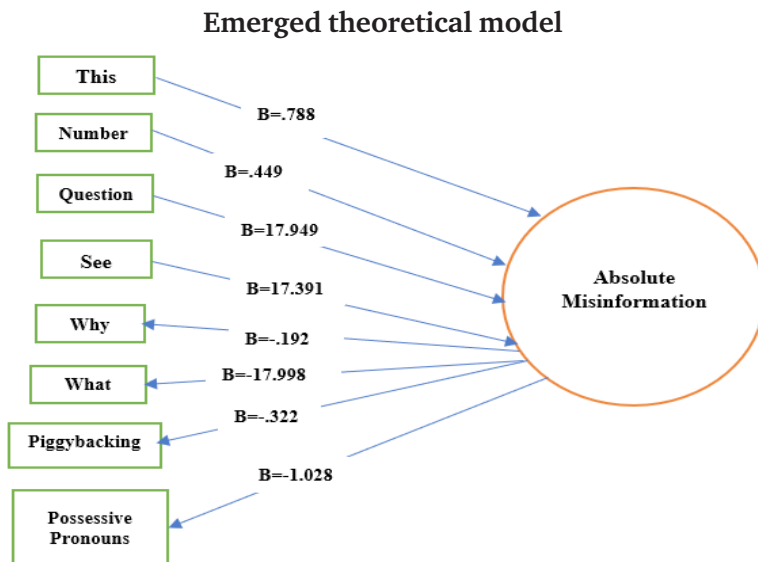 Emerged theoretical model
This
B=.788
Number
B=.449
Question
B=17.949
See
B=17.391
Absolute
Misinformation
Why
B=-.192
What
B=-17.998
Piggybacking
B=-.322
B=-1.028
Possessive
Pronouns